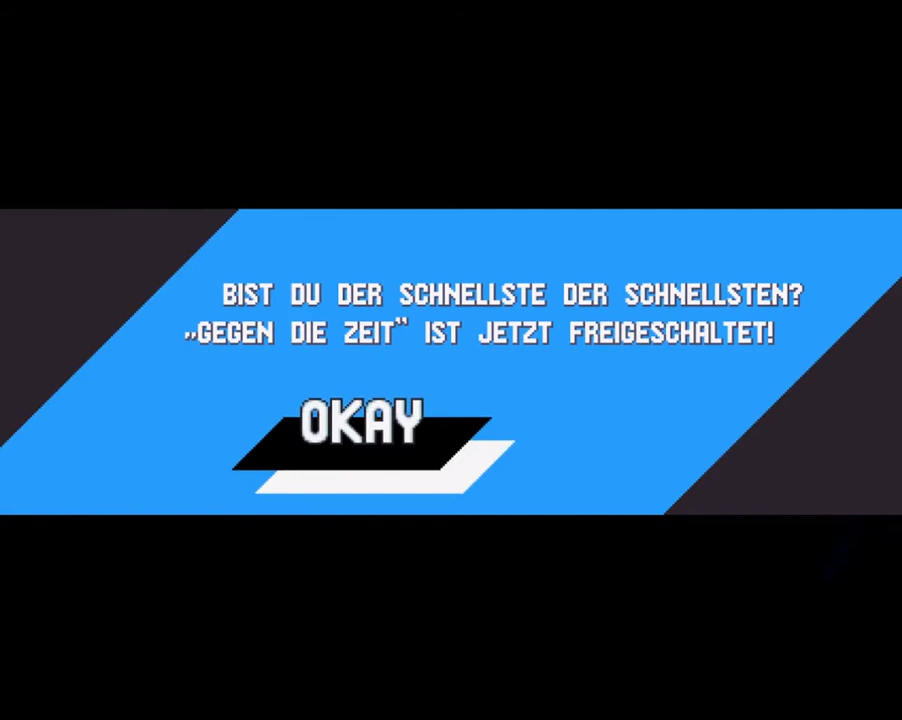 BIST DU DER SCHNELLSTE DER SCHNELLSTEN?
„GEGEN DIE ZEIT” IST JETZT FREIGESCHALTET!
OKAY